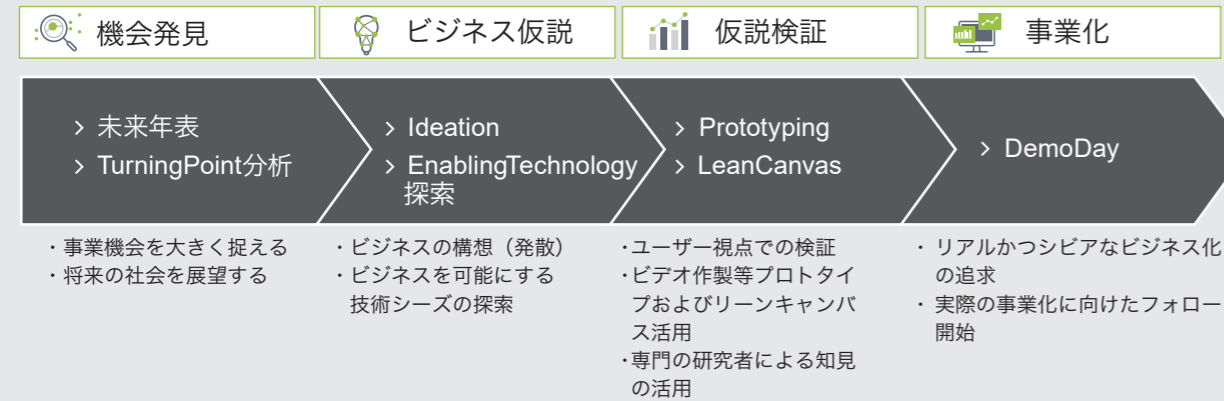 機会発見
ビジネス仮説
仮説検証
事業化
> 未来年表
> TurningPoint分析
> Ideation
> EnablingTechnology
探索
> Prototyping
> LeanCanvas
> DemoDay
・事業機会を大きく捉える
・将来の社会を展望する
・ビジネスの構想（発散）
・ビジネスを可能にする
技術シーズの探索
・ユーザー視点での検証
・ビデオ作製等プロトタイ
プおよびリーンキャンバ
ス活用
・専門の研究者による知見
の活用
・リアルかつシビアなビジネス化
の追求
・実際の事業化に向けたフォロー
開始